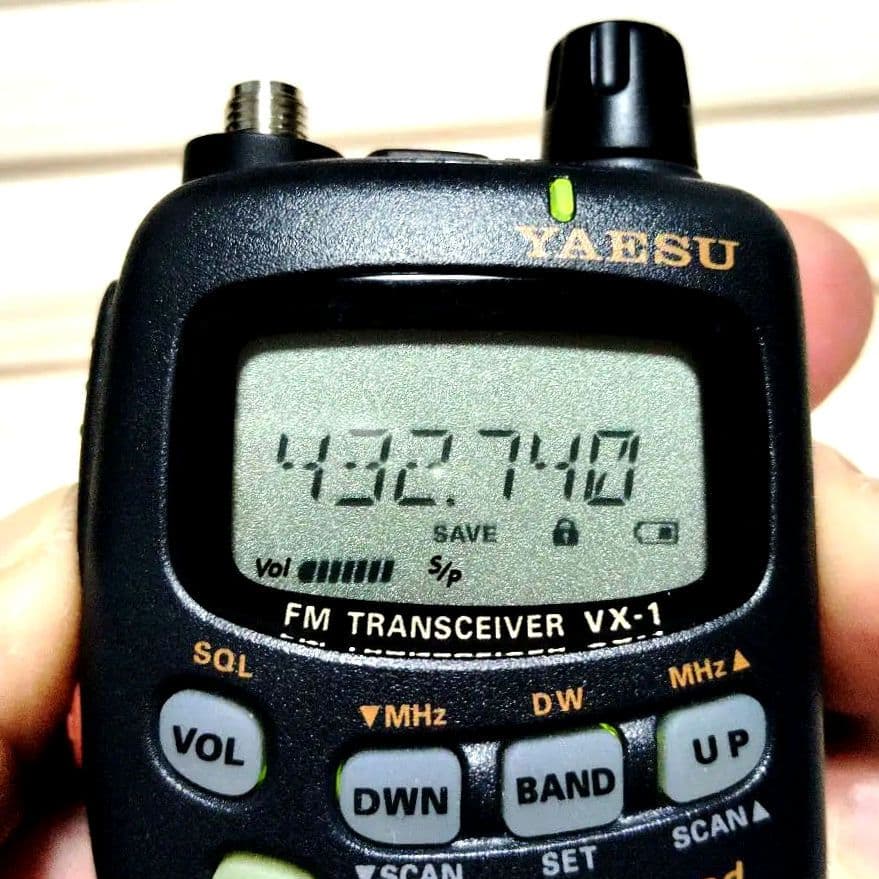 YAESU
432.740
SAVE
Vol S/P
FM TRANSCEIVER VX-1
SQL ▼MHz DW MHz▲
VOL DWN BAND UP
▼SCAN SET SCAN▲